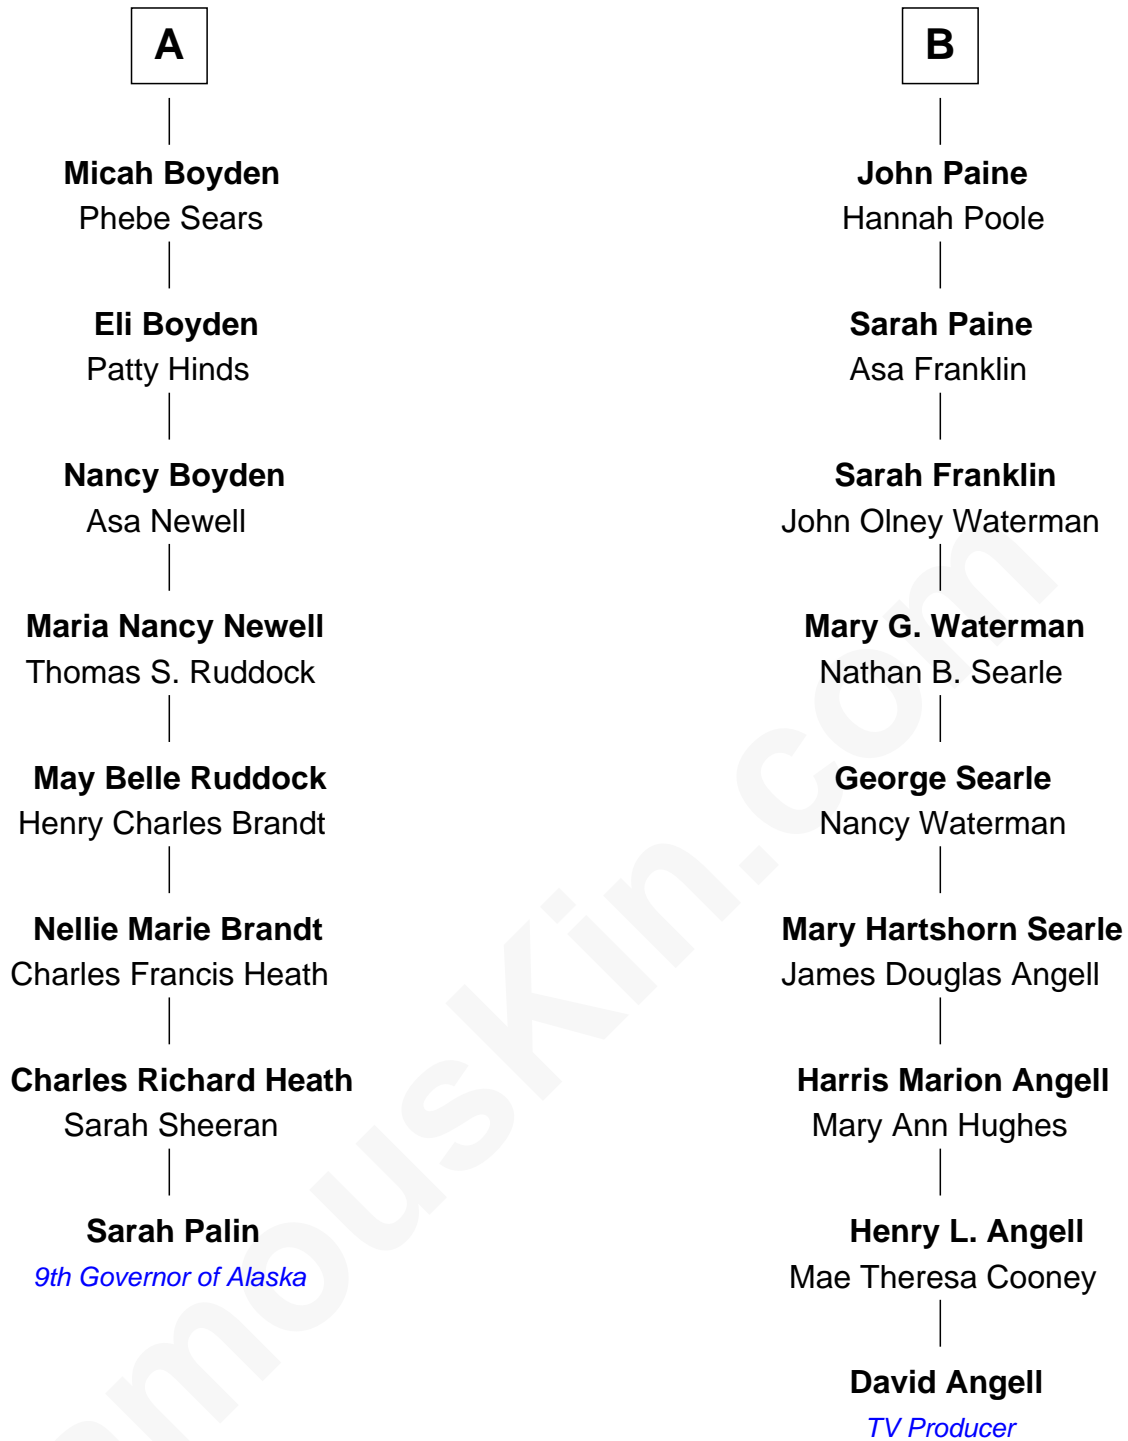 A
Micah Boyden
Phebe Sears
Eli Boyden
Patty Hinds
Nancy Boyden
Asa Newell
Maria Nancy Newell
Thomas S. Ruddock
May Belle Ruddock
Henry Charles Brandt
Nellie Marie Brandt
Charles Francis Heath
Charles Richard Heath
Sarah Sheeran
Sarah Palin
9th Governor of Alaska
B
John Paine
Hannah Poole
Sarah Paine
Asa Franklin
Sarah Franklin
John Olney Waterman
Mary G. Waterman
Nathan B. Searle
George Searle
Nancy Waterman
Mary Hartshorn Searle
James Douglas Angell
Harris Marion Angell
Mary Ann Hughes
Henry L. Angell
Mae Theresa Cooney
David Angell
TV Producer
amousKin.com